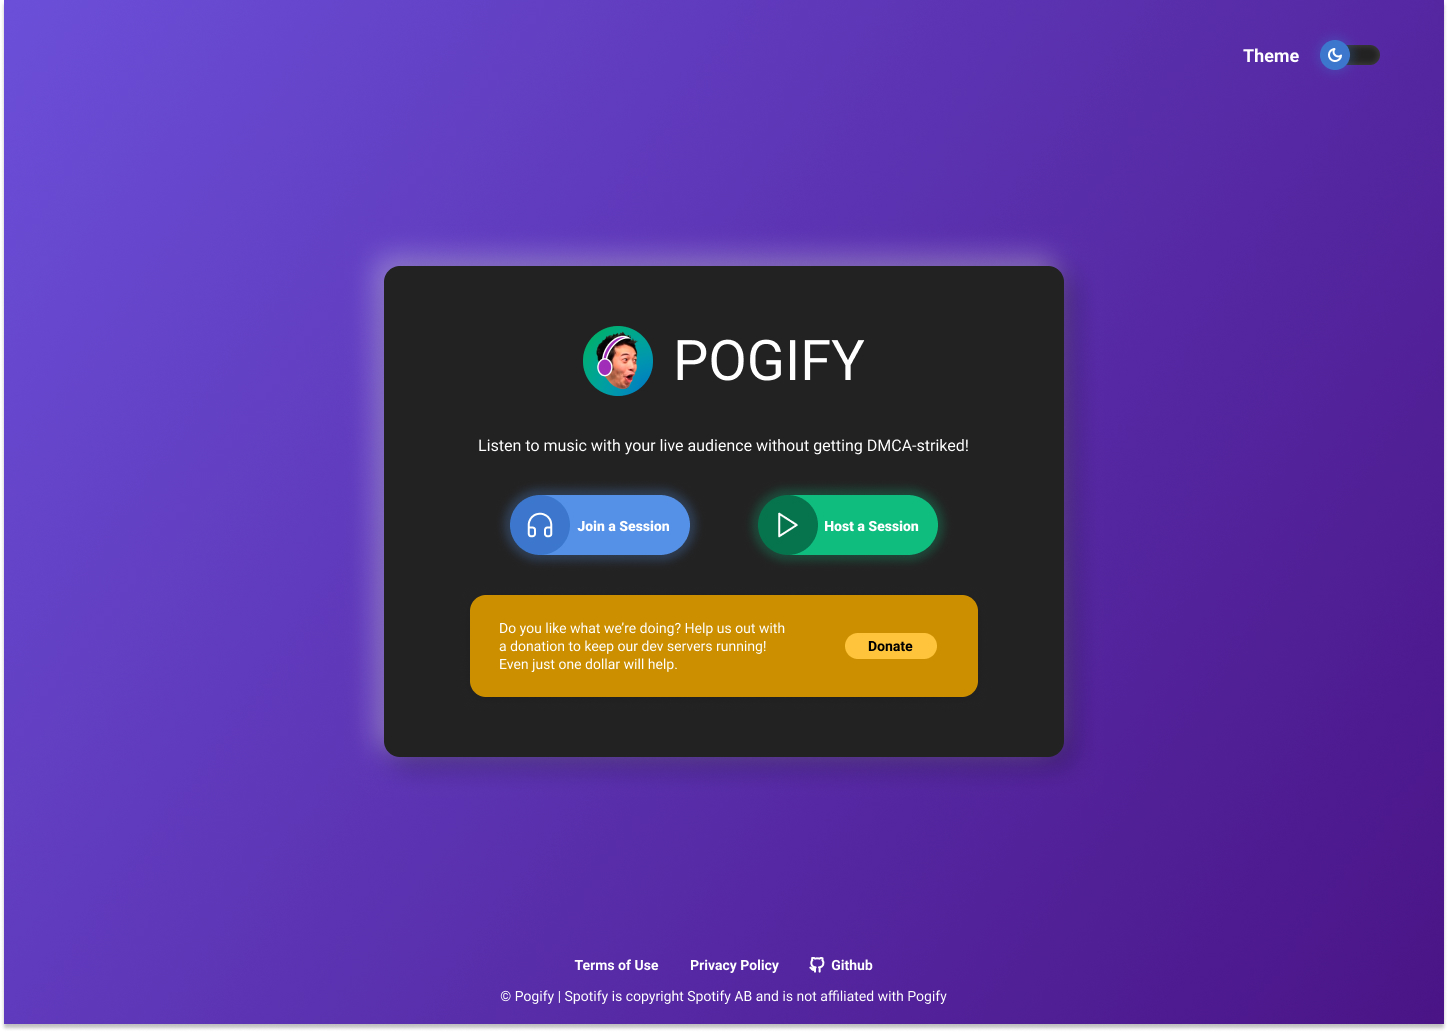 Theme
POGIFY
Listen to music with your live audience without getting DMCA-striked!
Join a Session
Host a Session
Do you like what we’re doing? Help us out with
a donation to keep our dev servers running!
Even just one dollar will help.
Donate
Terms of Use
Privacy Policy
Github
© Pogify | Spotify is copyright Spotify AB and is not affiliated with Pogify